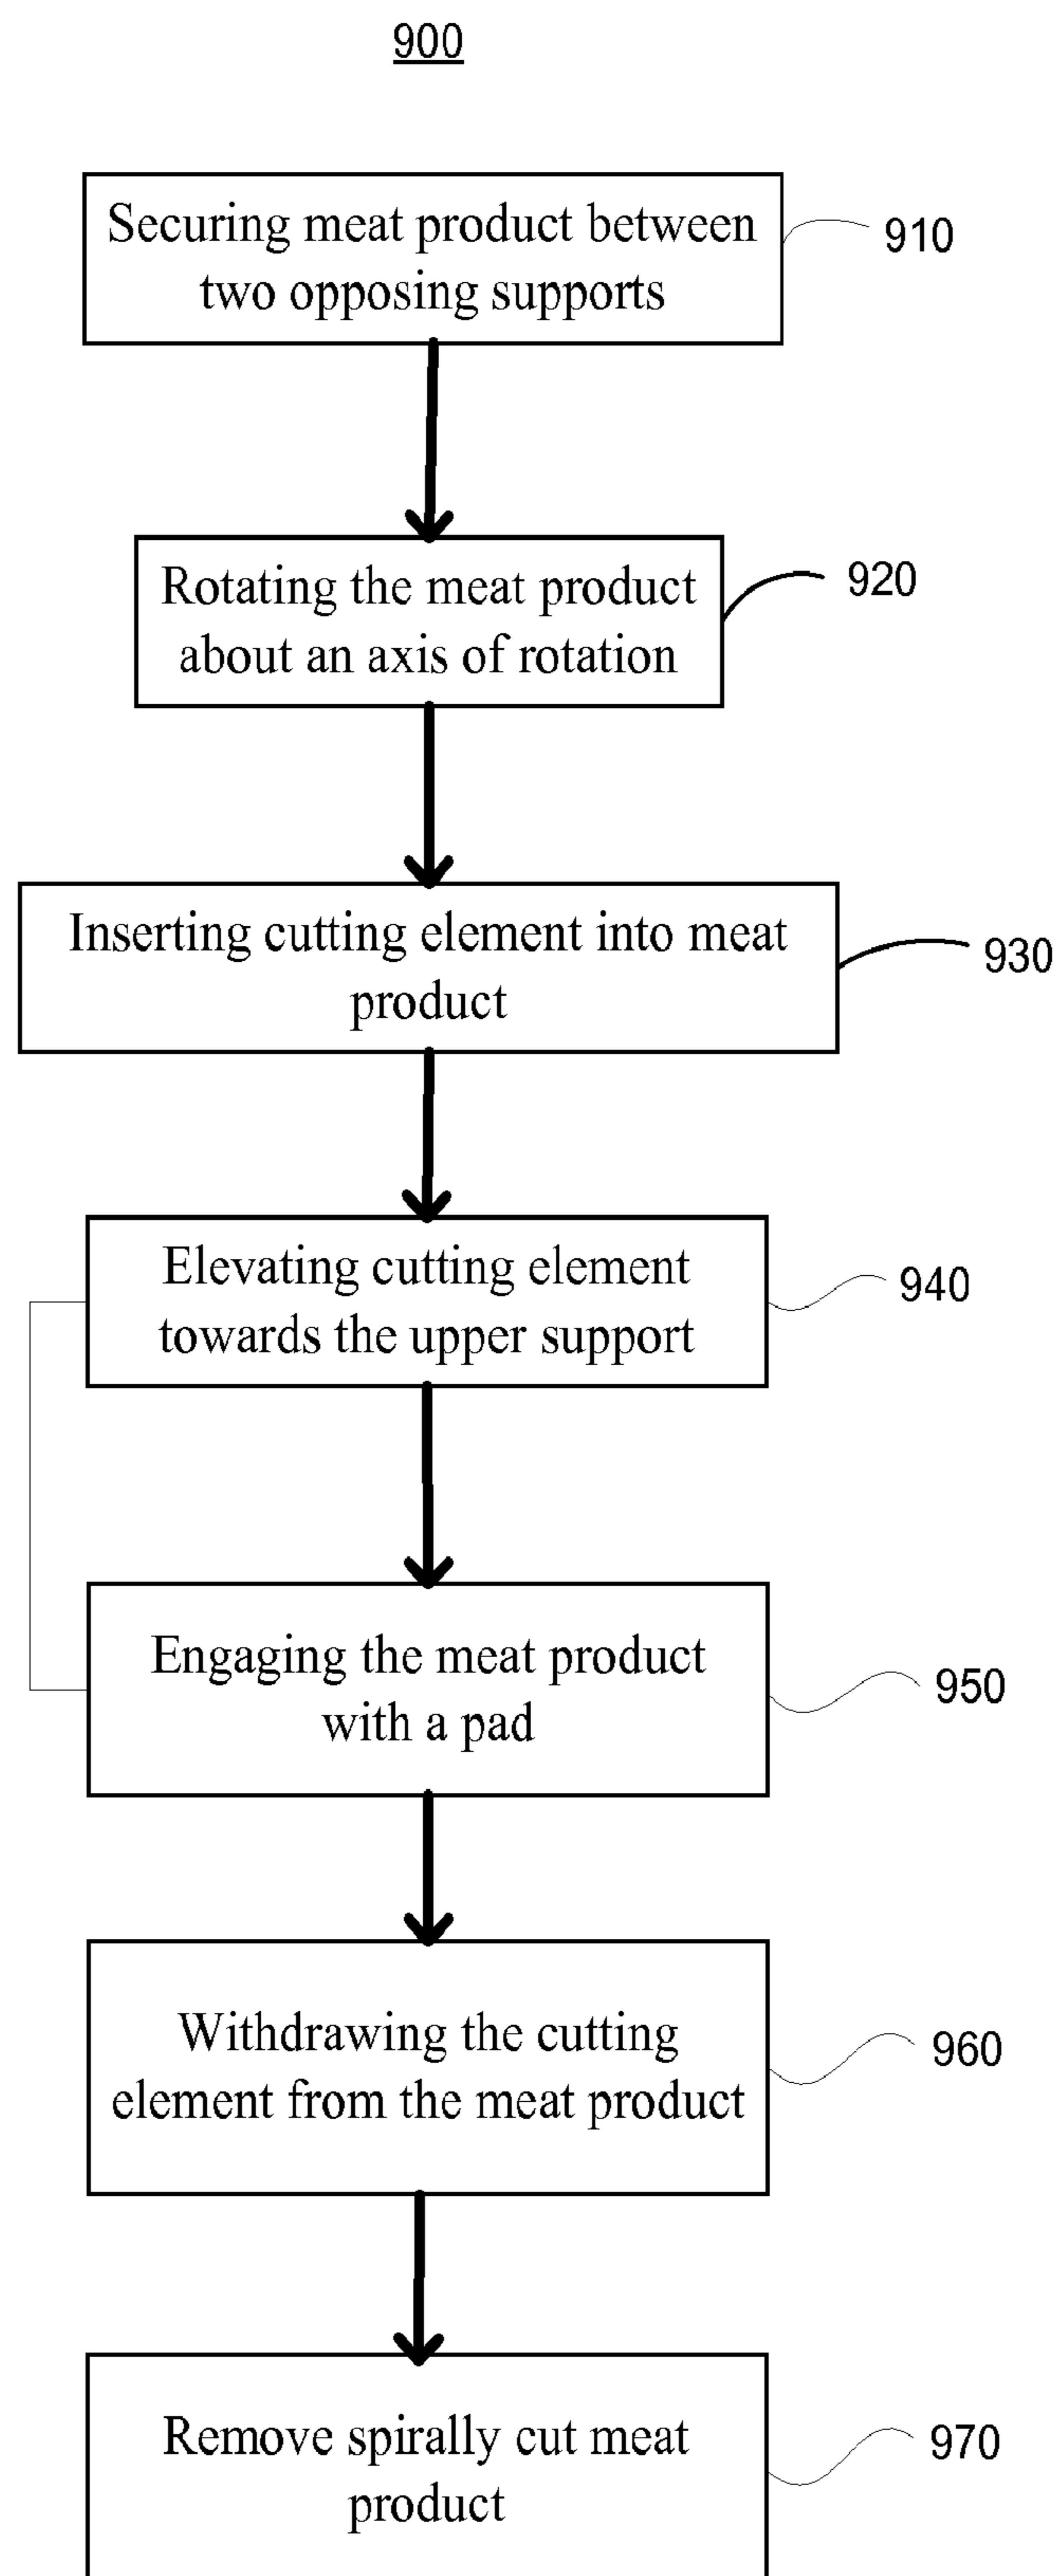 900
Securing meat product between
two opposing supports
910
Rotating the meat product
about an axis of rotation
920
Inserting cutting element into meat
product
930
Elevating cutting element
towards the upper support
940
Engaging the meat product
with a pad
950
Withdrawing the cutting
element from the meat product
960
Remove spirally cut meat
product
970